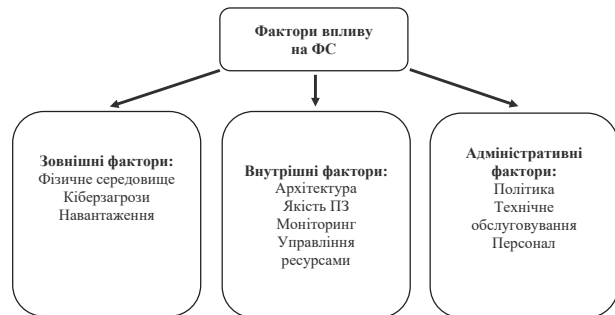 Фактори впливу
на ФС
Зовнішні фактори:
Фізичне середовище
Кіберзагрози
Навантаження
Внутрішні фактори:
Архітектура
Якість ПЗ
Моніторинг
Управління
ресурсами
Адміністративні
фактори:
Політика
Технічне
обслуговування
Персонал